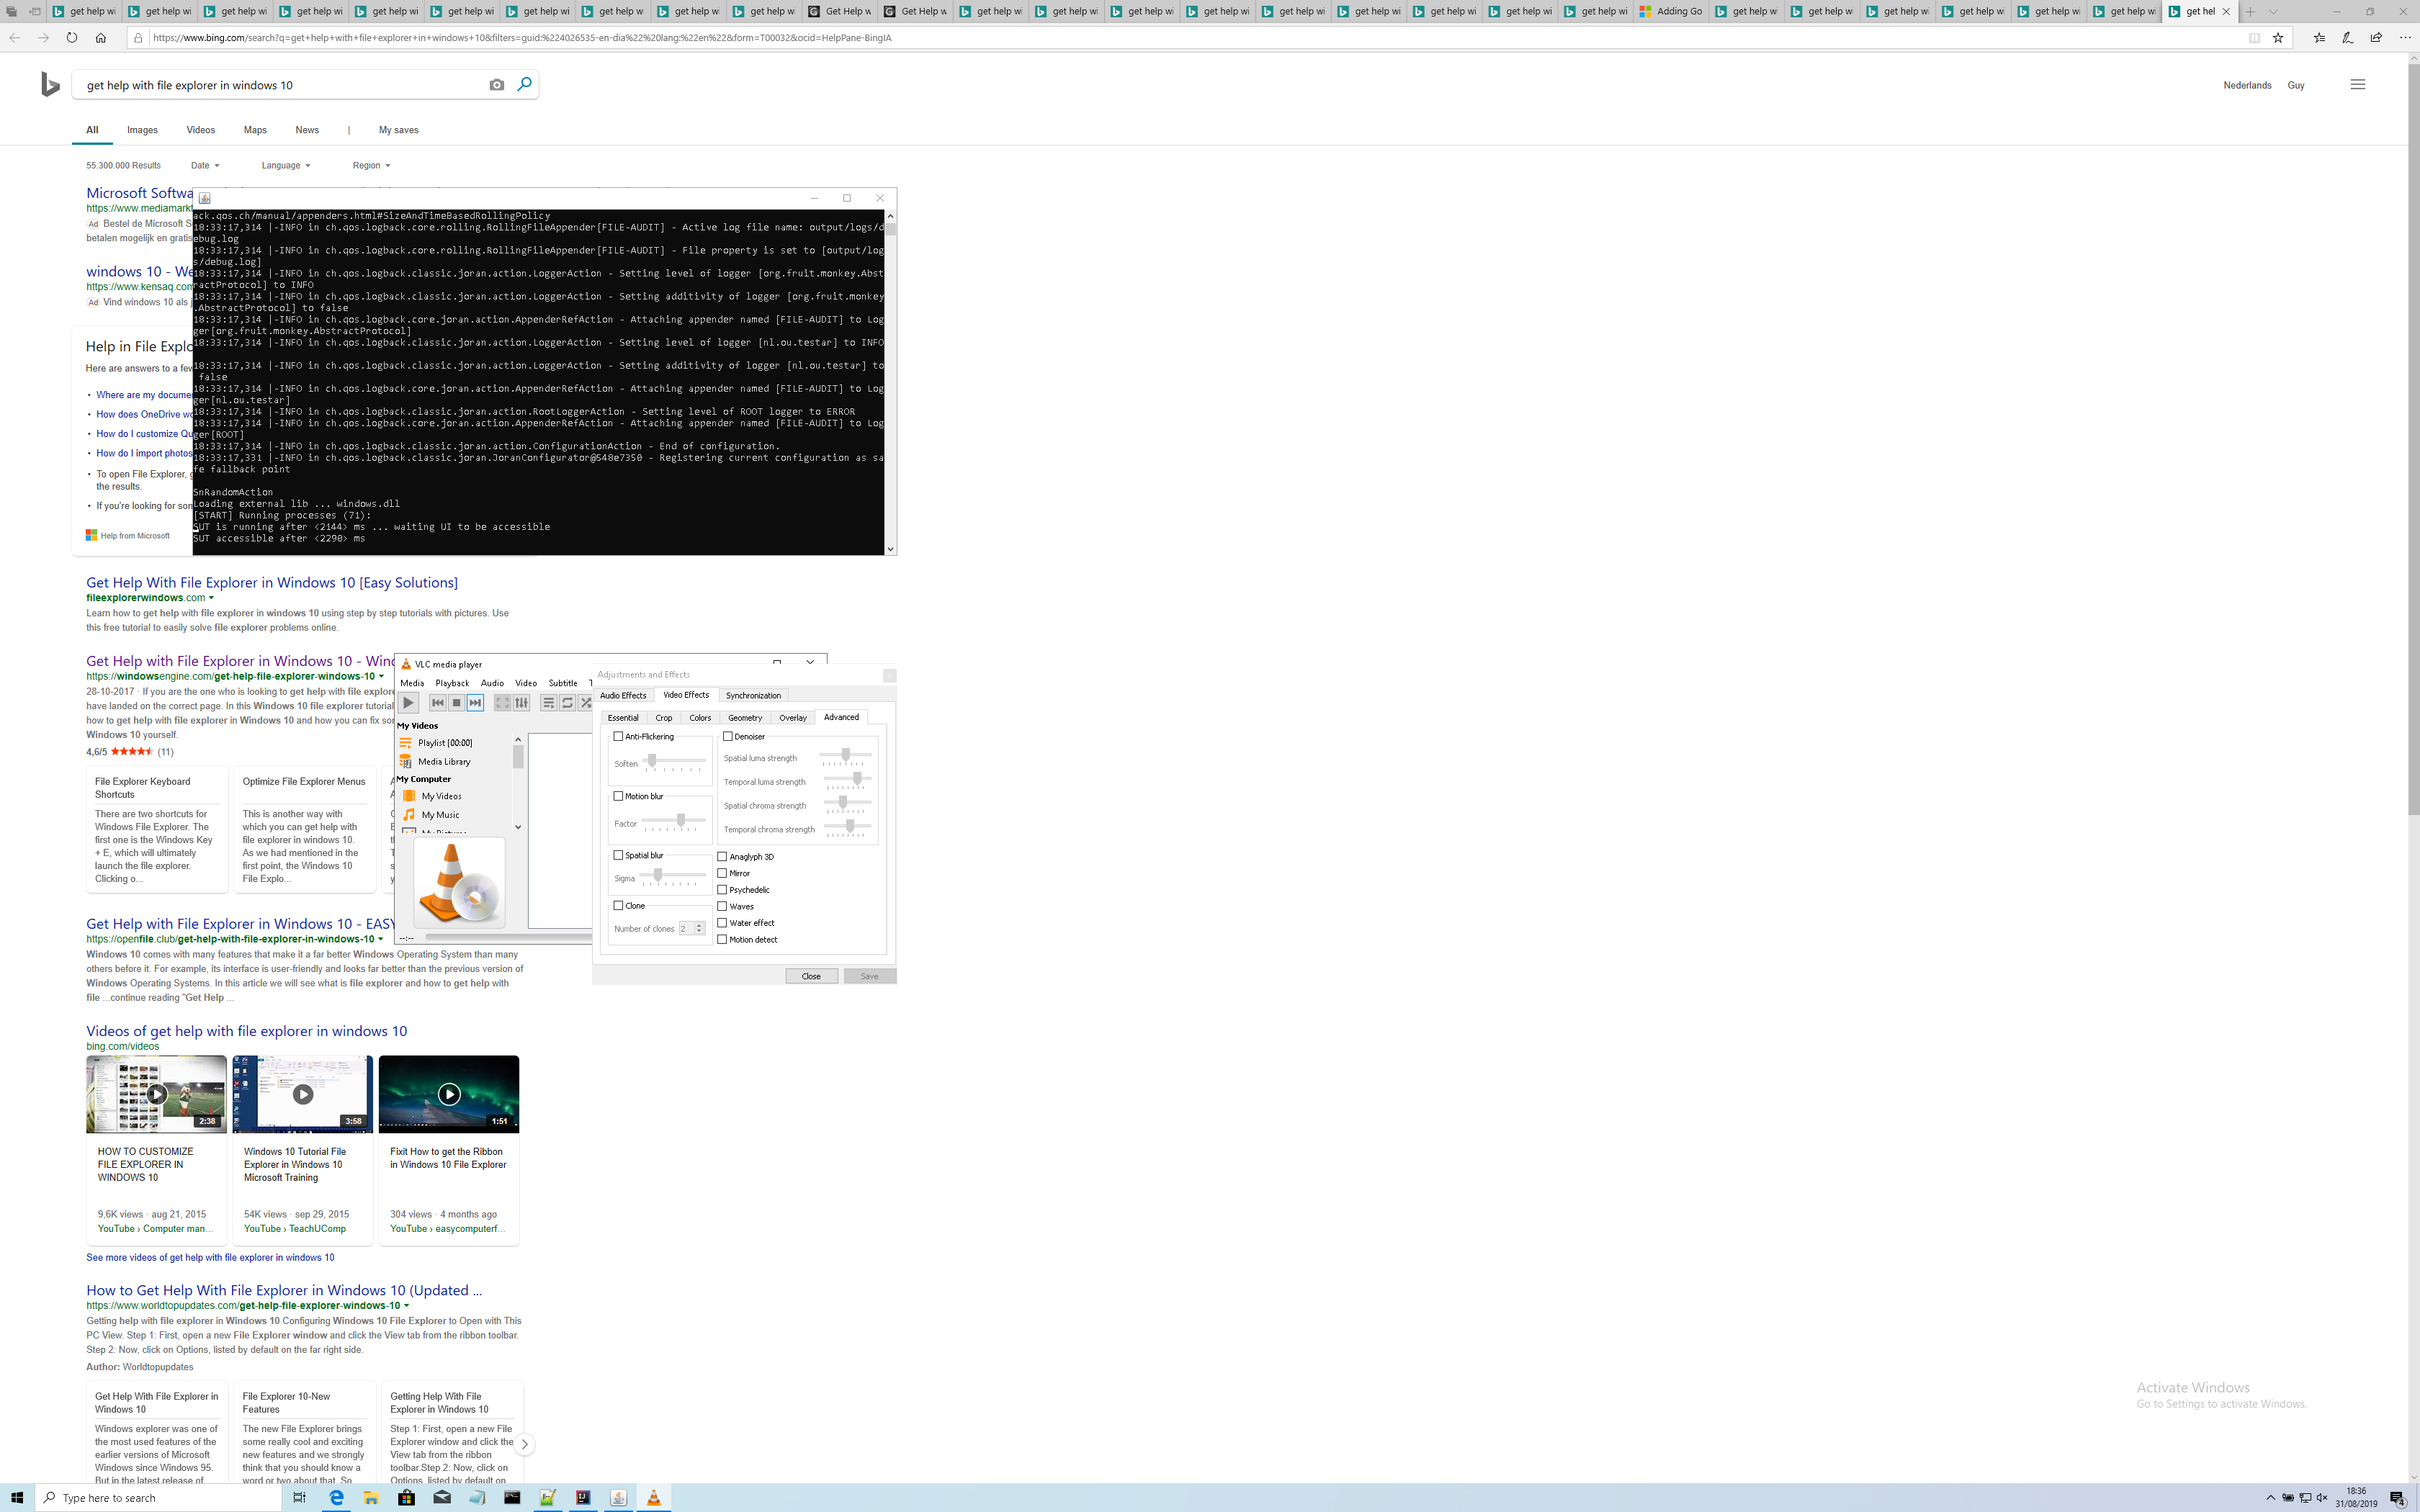 get help wi
get help wi
get help wi
get help wi
get help wi
get help wi
get help wi
get help w
get help w
get help w
Get Help w
Get Help w
get help wi
get help wi
get help wi
get help wi
get help wi
get help wi
get help wi
get help wi
get help wi
Adding Go
get help w
get help w
get help wi
get help wi
get help wi
get help wi
get hel
https://www.bing.com/search?q=get+help+with+file+explorer+in+windows+10&filters=guid:%224026535-en-dia%22%20lang:%22en%22&form=T00032&ocid=HelpPane-BingIA
get help with file explorer in windows 10
Nederlands Guy
All Images Videos Maps News | My saves
55.300.000 Results Date Language Region
Microsoft Softwa
https://www.mediamarkt
Ad Bestel de Microsoft S
betalen mogelijk en gratis
windows 10 - We
https://www.kensaq.com
Ad Vind windows 10 als j
Help in File Explo
Here are answers to a few
• Where are my documen
• How does OneDrive wo
• How do I customize Qu
• How do I import photos
• To open File Explorer, g
the results.
• If you're looking for som
Help from Microsoft
ack.qos.ch/manual/appenders.html#SizeAndTimeBasedRollingPolicy
18:33:17,314 |-INFO in ch.qos.logback.core.rolling.RollingFileAppender[FILE-AUDIT] - Active log file name: output/logs/d
ebug.log
18:33:17,314 |-INFO in ch.qos.logback.core.rolling.RollingFileAppender[FILE-AUDIT] - File property is set to [output/log
s/debug.log]
18:33:17,314 |-INFO in ch.qos.logback.classic.joran.action.LoggerAction - Setting level of logger [org.fruit.monkey.Abst
ractProtocol] to INFO
18:33:17,314 |-INFO in ch.qos.logback.classic.joran.action.LoggerAction - Setting additivity of logger [org.fruit.monkey
.AbstractProtocol] to false
18:33:17,314 |-INFO in ch.qos.logback.core.joran.action.AppenderRefAction - Attaching appender named [FILE-AUDIT] to Log
ger[org.fruit.monkey.AbstractProtocol]
18:33:17,314 |-INFO in ch.qos.logback.classic.joran.action.LoggerAction - Setting level of logger [nl.ou.testar] to INFO
18:33:17,314 |-INFO in ch.qos.logback.classic.joran.action.LoggerAction - Setting additivity of logger [nl.ou.testar] to
false
18:33:17,314 |-INFO in ch.qos.logback.core.joran.action.AppenderRefAction - Attaching appender named [FILE-AUDIT] to Log
ger[nl.ou.testar]
18:33:17,314 |-INFO in ch.qos.logback.classic.joran.action.RootLoggerAction - Setting level of ROOT logger to ERROR
18:33:17,314 |-INFO in ch.qos.logback.core.joran.action.AppenderRefAction - Attaching appender named [FILE-AUDIT] to Log
ger[ROOT]
18:33:17,314 |-INFO in ch.qos.logback.classic.joran.action.ConfigurationAction - End of configuration.
18:33:17,331 |-INFO in ch.qos.logback.classic.joran.JoranConfigurator@548e7350 - Registering current configuration as sa
fe fallback point
SnRandomAction
Loading external lib ... windows.dll
[START] Running processes (71):
SUT is running after <2144> ms ... waiting UI to be accessible
SUT accessible after <2290> ms
Get Help With File Explorer in Windows 10 [Easy Solutions]
fileexplorerwindows.com
Learn how to get help with file explorer in windows 10 using step by step tutorials with pictures. Use
this free tutorial to easily solve file explorer problems online.
Get Help with File Explorer in Windows 10 - Wind
https://windowsengine.com/get-help-file-explorer-windows-10
28-10-2017 · If you are the one who is looking to get help with file explore
have landed on the correct page. In this Windows 10 file explorer tutorial
how to get help with file explorer in Windows 10 and how you can fix som
Windows 10 yourself.
4,6/5 (11)
File Explorer Keyboard
Shortcuts
There are two shortcuts for
Windows File Explorer. The
first one is the Windows Key
+ E, which will ultimately
launch the file explorer.
Clicking o...
Optimize File Explorer Menus
This is another way with
which you can get help with
file explorer in windows 10.
As we had mentioned in the
first point, the Windows 10
File Explo...
VLC media player
Media Playback Audio Video Subtitle T
My Videos
Playlist [00:00]
Media Library
My Computer
My Videos
My Music
My Pictures
--:--
Adjustments and Effects
Audio Effects Video Effects Synchronization
Essential Crop Colors Geometry Overlay Advanced
Anti-Flickering
Soften
Motion blur
Factor
Spatial blur
Sigma
Clone
Number of clones 2
Denoiser
Spatial luma strength
Temporal luma strength
Spatial chroma strength
Temporal chroma strength
Anaglyph 3D
Mirror
Psychedelic
Waves
Water effect
Motion detect
Close Save
Get Help with File Explorer in Windows 10 - EASY
https://openfile.club/get-help-with-file-explorer-in-windows-10
Windows 10 comes with many features that make it a far better Windows Operating System than many
others before it. For example, its interface is user-friendly and looks far better than the previous version of
Windows Operating Systems. In this article we will see what is file explorer and how to get help with
file ...continue reading "Get Help ...
Videos of get help with file explorer in windows 10
bing.com/videos
2:38
HOW TO CUSTOMIZE
FILE EXPLORER IN
WINDOWS 10
9,6K views · aug 21, 2015
YouTube › Computer man...
3:58
Windows 10 Tutorial File
Explorer in Windows 10
Microsoft Training
54K views · sep 29, 2015
YouTube › TeachUComp
1:51
Fixit How to get the Ribbon
in Windows 10 File Explorer
304 views · 4 months ago
YouTube › easycomputerf...
See more videos of get help with file explorer in windows 10
How to Get Help With File Explorer in Windows 10 (Updated ...
https://www.worldtopupdates.com/get-help-file-explorer-windows-10
Getting help with file explorer in Windows 10 Configuring Windows 10 File Explorer to Open with This
PC View. Step 1: First, open a new File Explorer window and click the View tab from the ribbon toolbar.
Step 2: Now, click on Options, listed by default on the far right side.
Author: Worldtopupdates
Get Help With File Explorer in
Windows 10
Windows explorer was one of
the most used features of the
earlier versions of Microsoft
Windows since Windows 95.
But in the latest release of
File Explorer 10-New
Features
The new File Explorer brings
some really cool and exciting
new features and we strongly
think that you should know a
word or two about that. So
Getting Help With File
Explorer in Windows 10
Step 1: First, open a new File
Explorer window and click the
View tab from the ribbon
toolbar.Step 2: Now, click on
Options, listed by default on
Activate Windows
Go to Settings to activate Windows.
Type here to search
18:36
31/08/2019
4